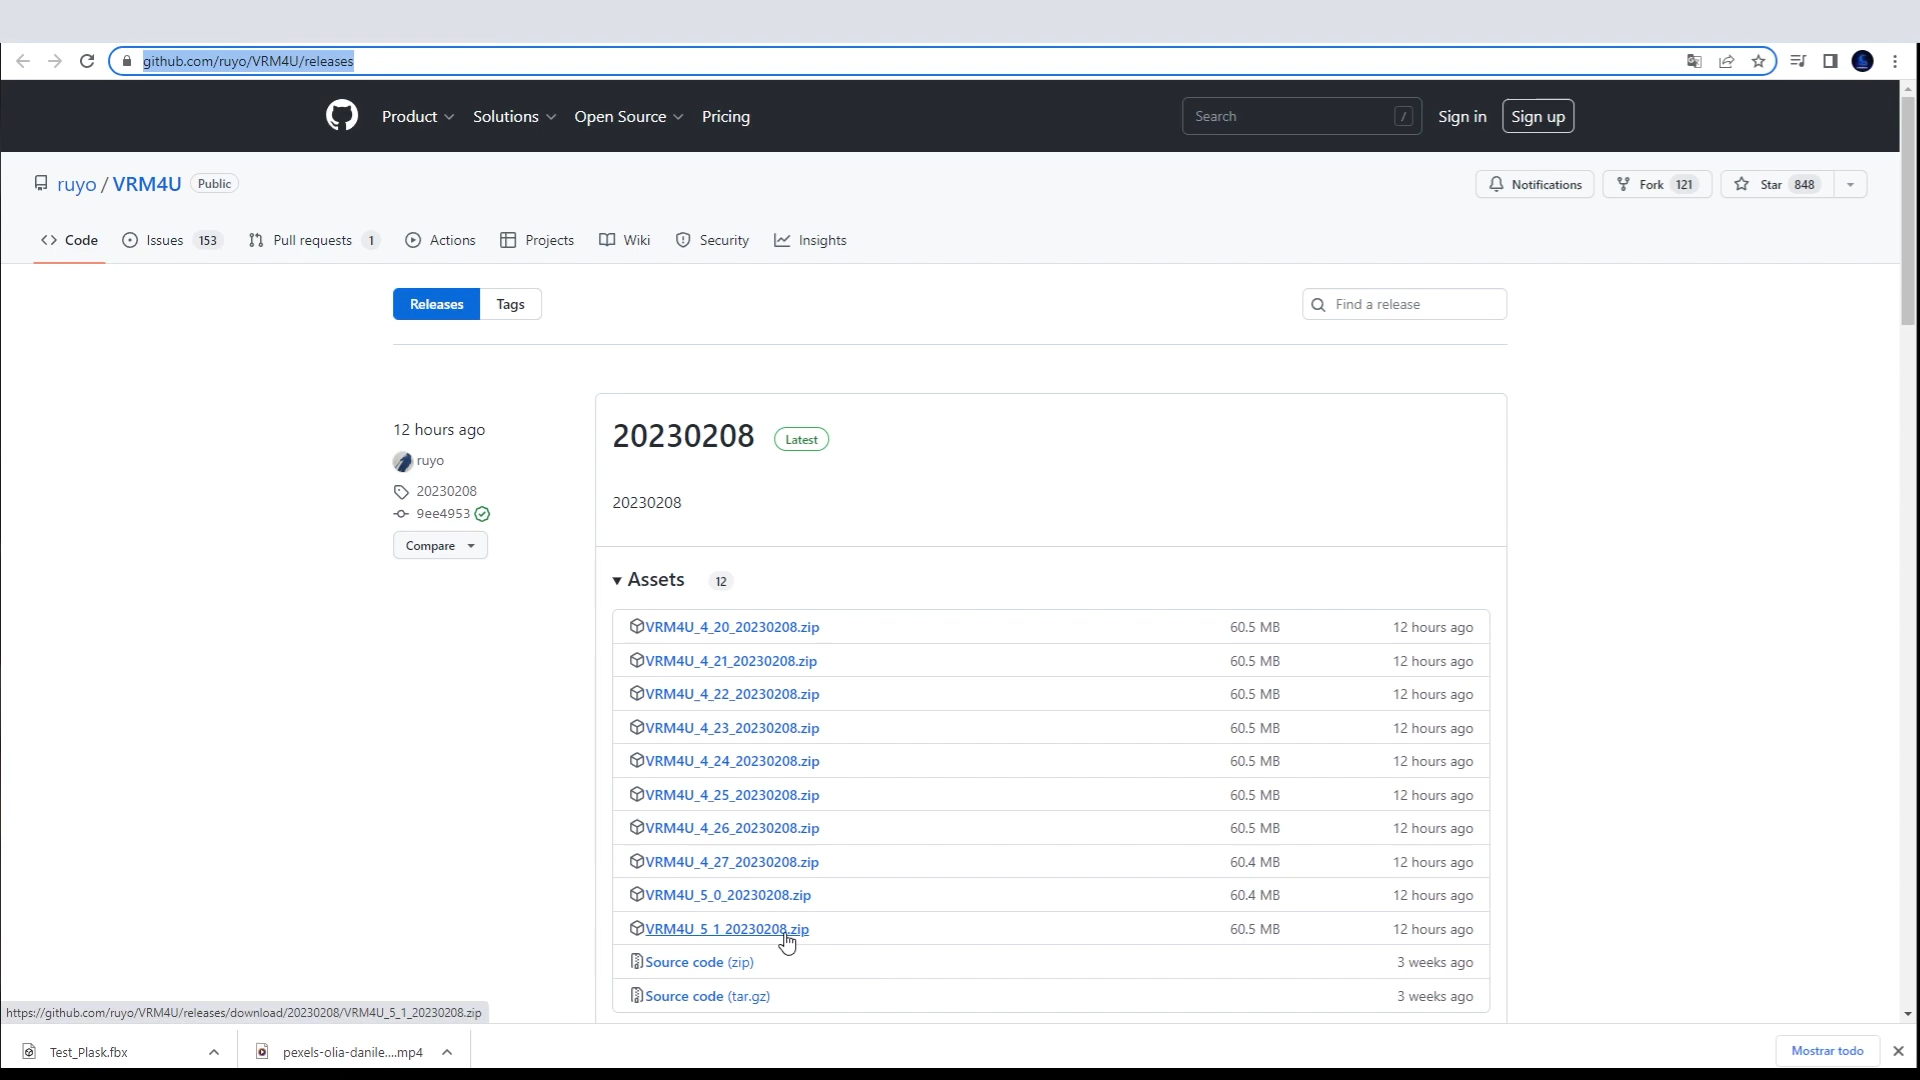 github.com/ruyo/VRM4U/releases
Product Solutions Open Source Pricing Search / Sign in Sign up
ruyo / VRM4U Public Notifications Fork 121 Star 848
Code Issues 153 Pull requests 1 Actions Projects Wiki Security Insights
Releases Tags Find a release
12 hours ago
ruyo
20230208
9ee4953
Compare
20230208 Latest
20230208
Assets 12
VRM4U_4_20_20230208.zip 60.5 MB 12 hours ago
VRM4U_4_21_20230208.zip 60.5 MB 12 hours ago
VRM4U_4_22_20230208.zip 60.5 MB 12 hours ago
VRM4U_4_23_20230208.zip 60.5 MB 12 hours ago
VRM4U_4_24_20230208.zip 60.5 MB 12 hours ago
VRM4U_4_25_20230208.zip 60.5 MB 12 hours ago
VRM4U_4_26_20230208.zip 60.5 MB 12 hours ago
VRM4U_4_27_20230208.zip 60.4 MB 12 hours ago
VRM4U_5_0_20230208.zip 60.4 MB 12 hours ago
VRM4U_5_1_20230208.zip 60.5 MB 12 hours ago
Source code (zip) 3 weeks ago
Source code (tar.gz) 3 weeks ago
https://github.com/ruyo/VRM4U/releases/download/20230208/VRM4U_5_1_20230208.zip
Test_Plask.fbx pexels-olia-danile....mp4 Mostrar todo